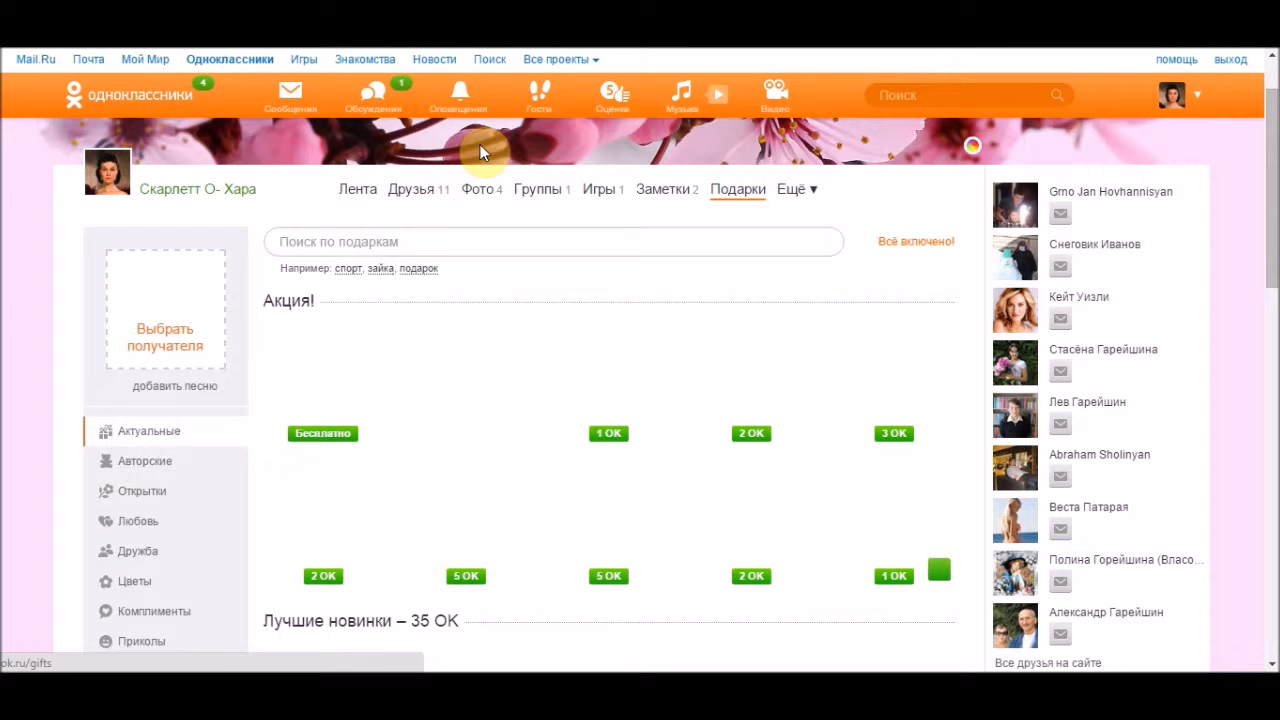 Mail.Ru Почта Мой Мир Одноклассники Игры Знакомства Новости Поиск Все проекты помощь выход
одноклассники 4 Сообщения Обсуждения 1 Оповещения Гости 5 Оценки Музыка Видео Поиск
Скарлетт О- Хара Лента Друзья 11 Фото 4 Группы 1 Игры 1 Заметки 2 Подарки Ещё
Поиск по подаркам Всё включено!
Например: спорт, зайка, подарок
Акция!
Выбрать
получателя
добавить песню
Бесплатно 1 ОК 2 ОК 3 ОК
2 ОК 5 ОК 5 ОК 2 ОК 1 ОК
Лучшие новинки – 35 ОК
Актуальные
Авторские
Открытки
Любовь
Дружба
Цветы
Комплименты
Приколы
Grno Jan Hovhannisyan
Снеговик Иванов
Кейт Уизли
Стасёна Гарейшина
Лев Гарейшин
Abraham Sholinyan
Веста Патарая
Полина Горейшина (Власо...
Александр Гарейшин
Все друзья на сайте
ok.ru/gifts